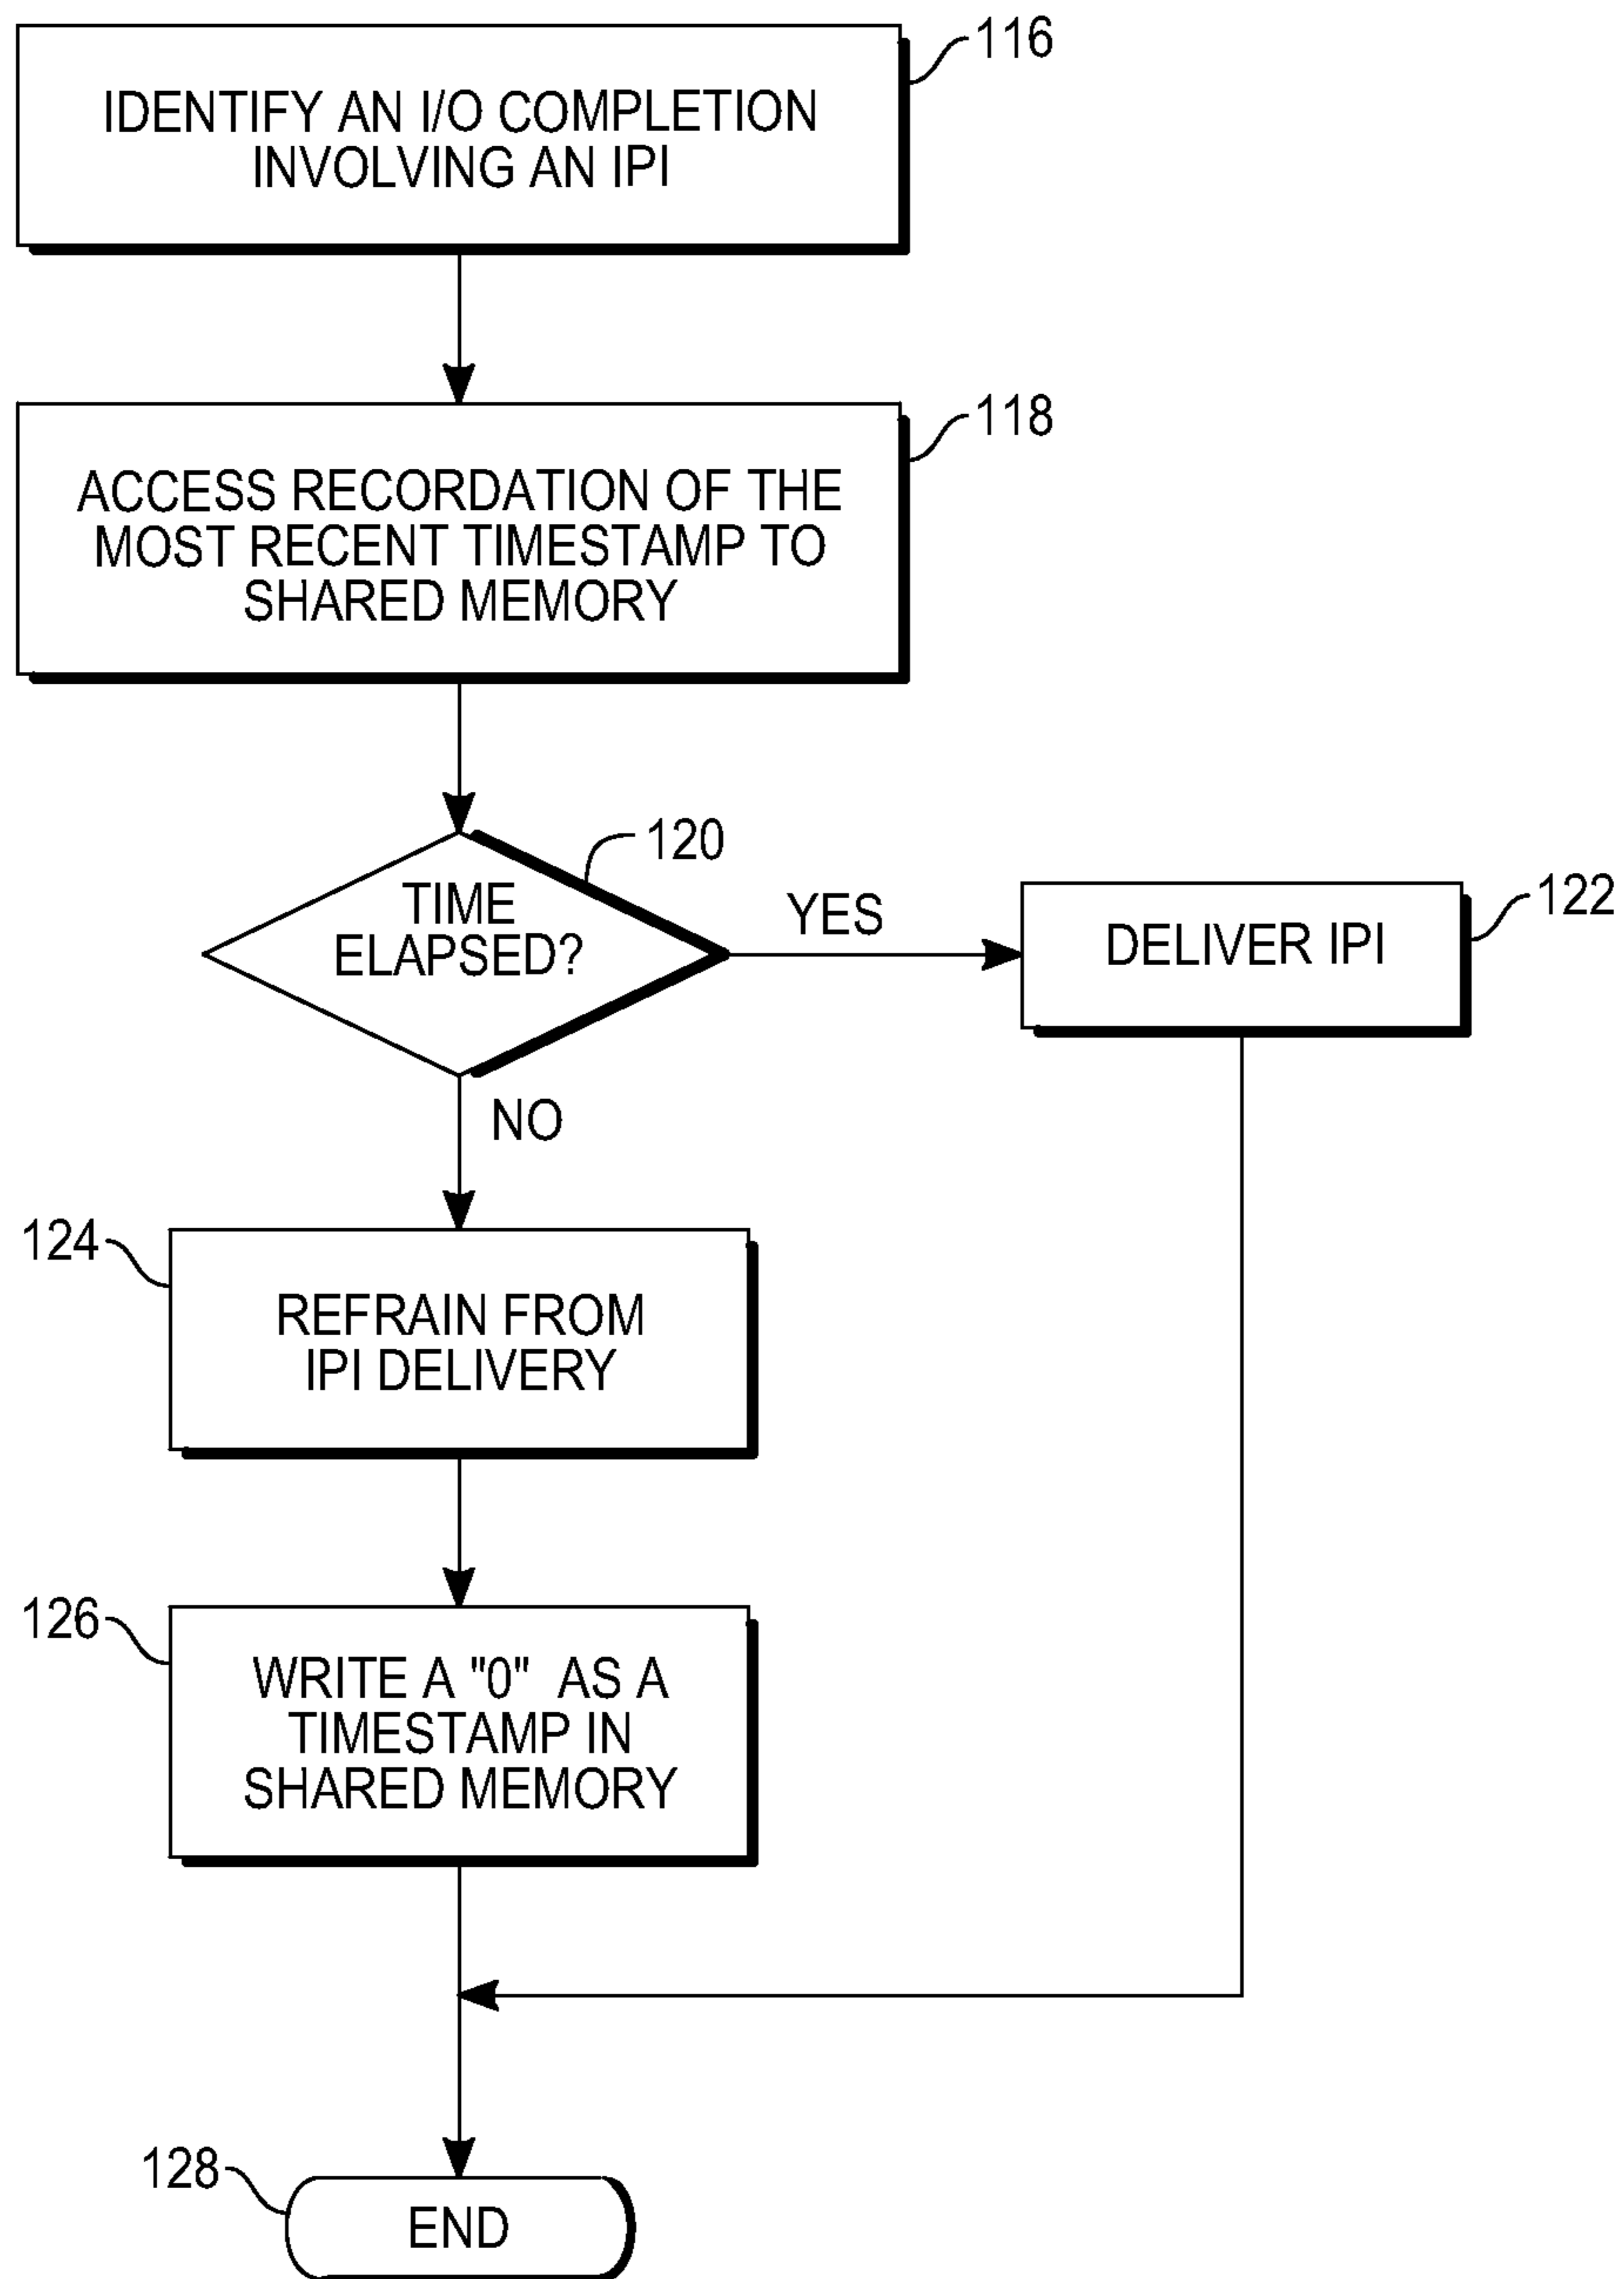 116
IDENTIFY AN I/O COMPLETION
INVOLVING AN IPI
118
ACCESS RECORDATION OF THE
MOST RECENT TIMESTAMP TO
SHARED MEMORY
120
TIME
ELAPSED?
YES
122
DELIVER IPI
NO
124
REFRAIN FROM
IPI DELIVERY
126
WRITE A "0" AS A
TIMESTAMP IN
SHARED MEMORY
128
END